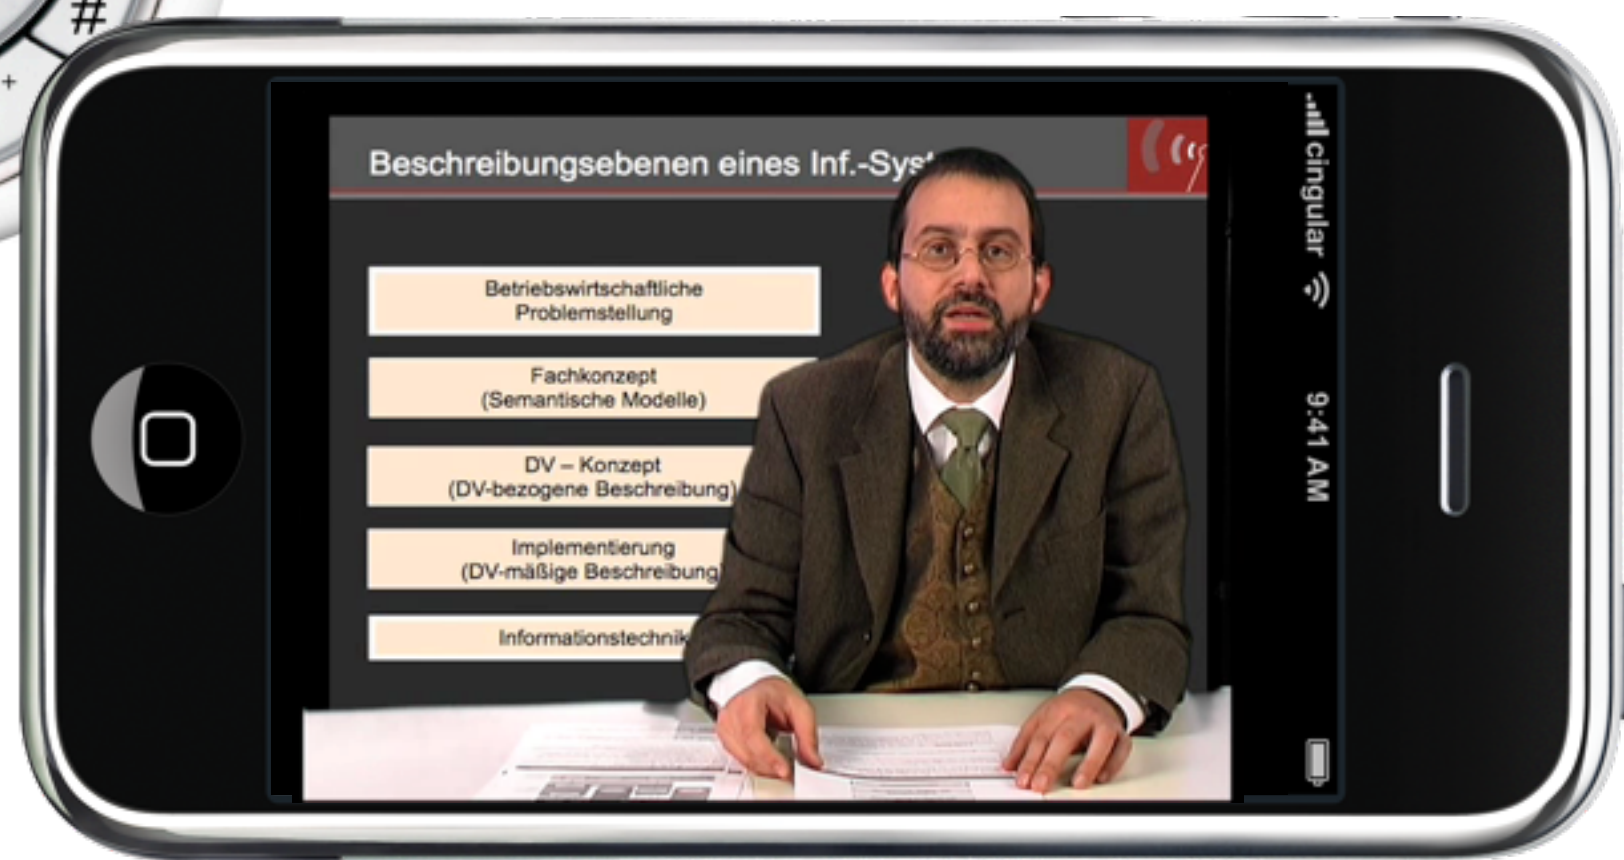 #
+
Beschreibungsebenen eines Inf.-Syst
Betriebswirtschaftliche
Problemstellung
Fachkonzept
(Semantische Modelle)
DV – Konzept
(DV-bezogene Beschreibung)
Implementierung
(DV-mäßige Beschreibung)
Informationstechnik
cingular
9:41 AM